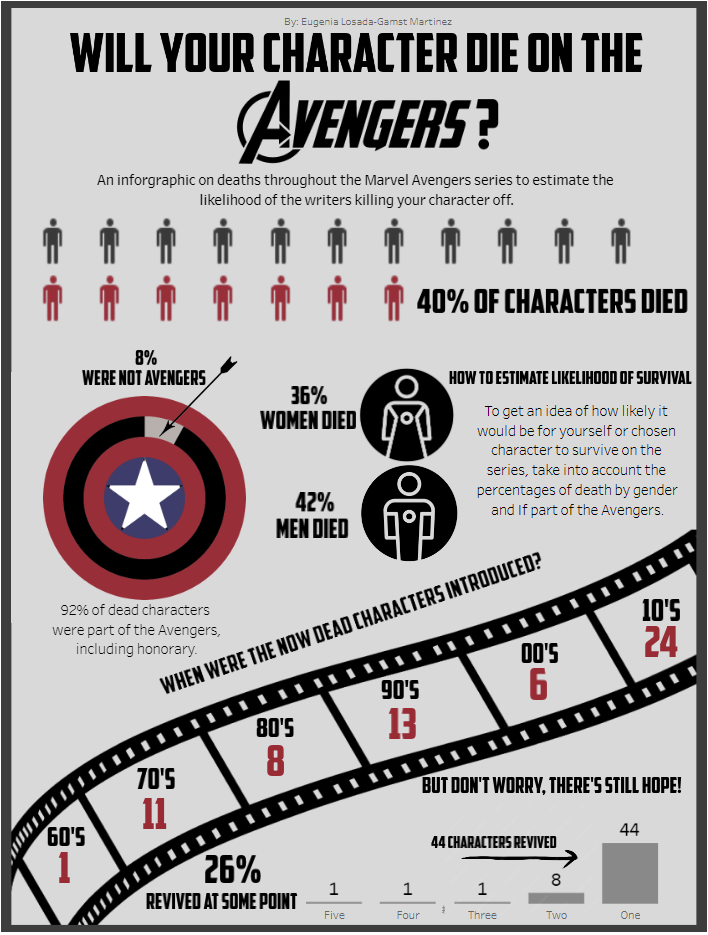 By: Eugenia Losada-Gamst Martinez
WILL YOUR CHARACTER DIE ON THE
AVENGERS?
An inforgraphic on deaths throughout the Marvel Avengers series to estimate the
likelihood of the writers killing your character off.
40% OF CHARACTERS DIED
8%
WERE NOT AVENGERS
92% of dead characters
were part of the Avengers,
including honorary.
36%
WOMEN DIED
42%
MEN DIED
HOW TO ESTIMATE LIKELIHOOD OF SURVIVAL
To get an idea of how likely it
would be for yourself or chosen
character to survive on the
series, take into account the
percentages of death by gender
and If part of the Avengers.
WHEN WERE THE NOW DEAD CHARACTERS INTRODUCED?
60'S
1
70'S
11
80'S
8
90'S
13
00'S
6
10'S
24
BUT DON'T WORRY, THERE'S STILL HOPE!
26%
REVIVED AT SOME POINT
44 CHARACTERS REVIVED
1
1
1
8
44
Five
Four
Three
Two
One